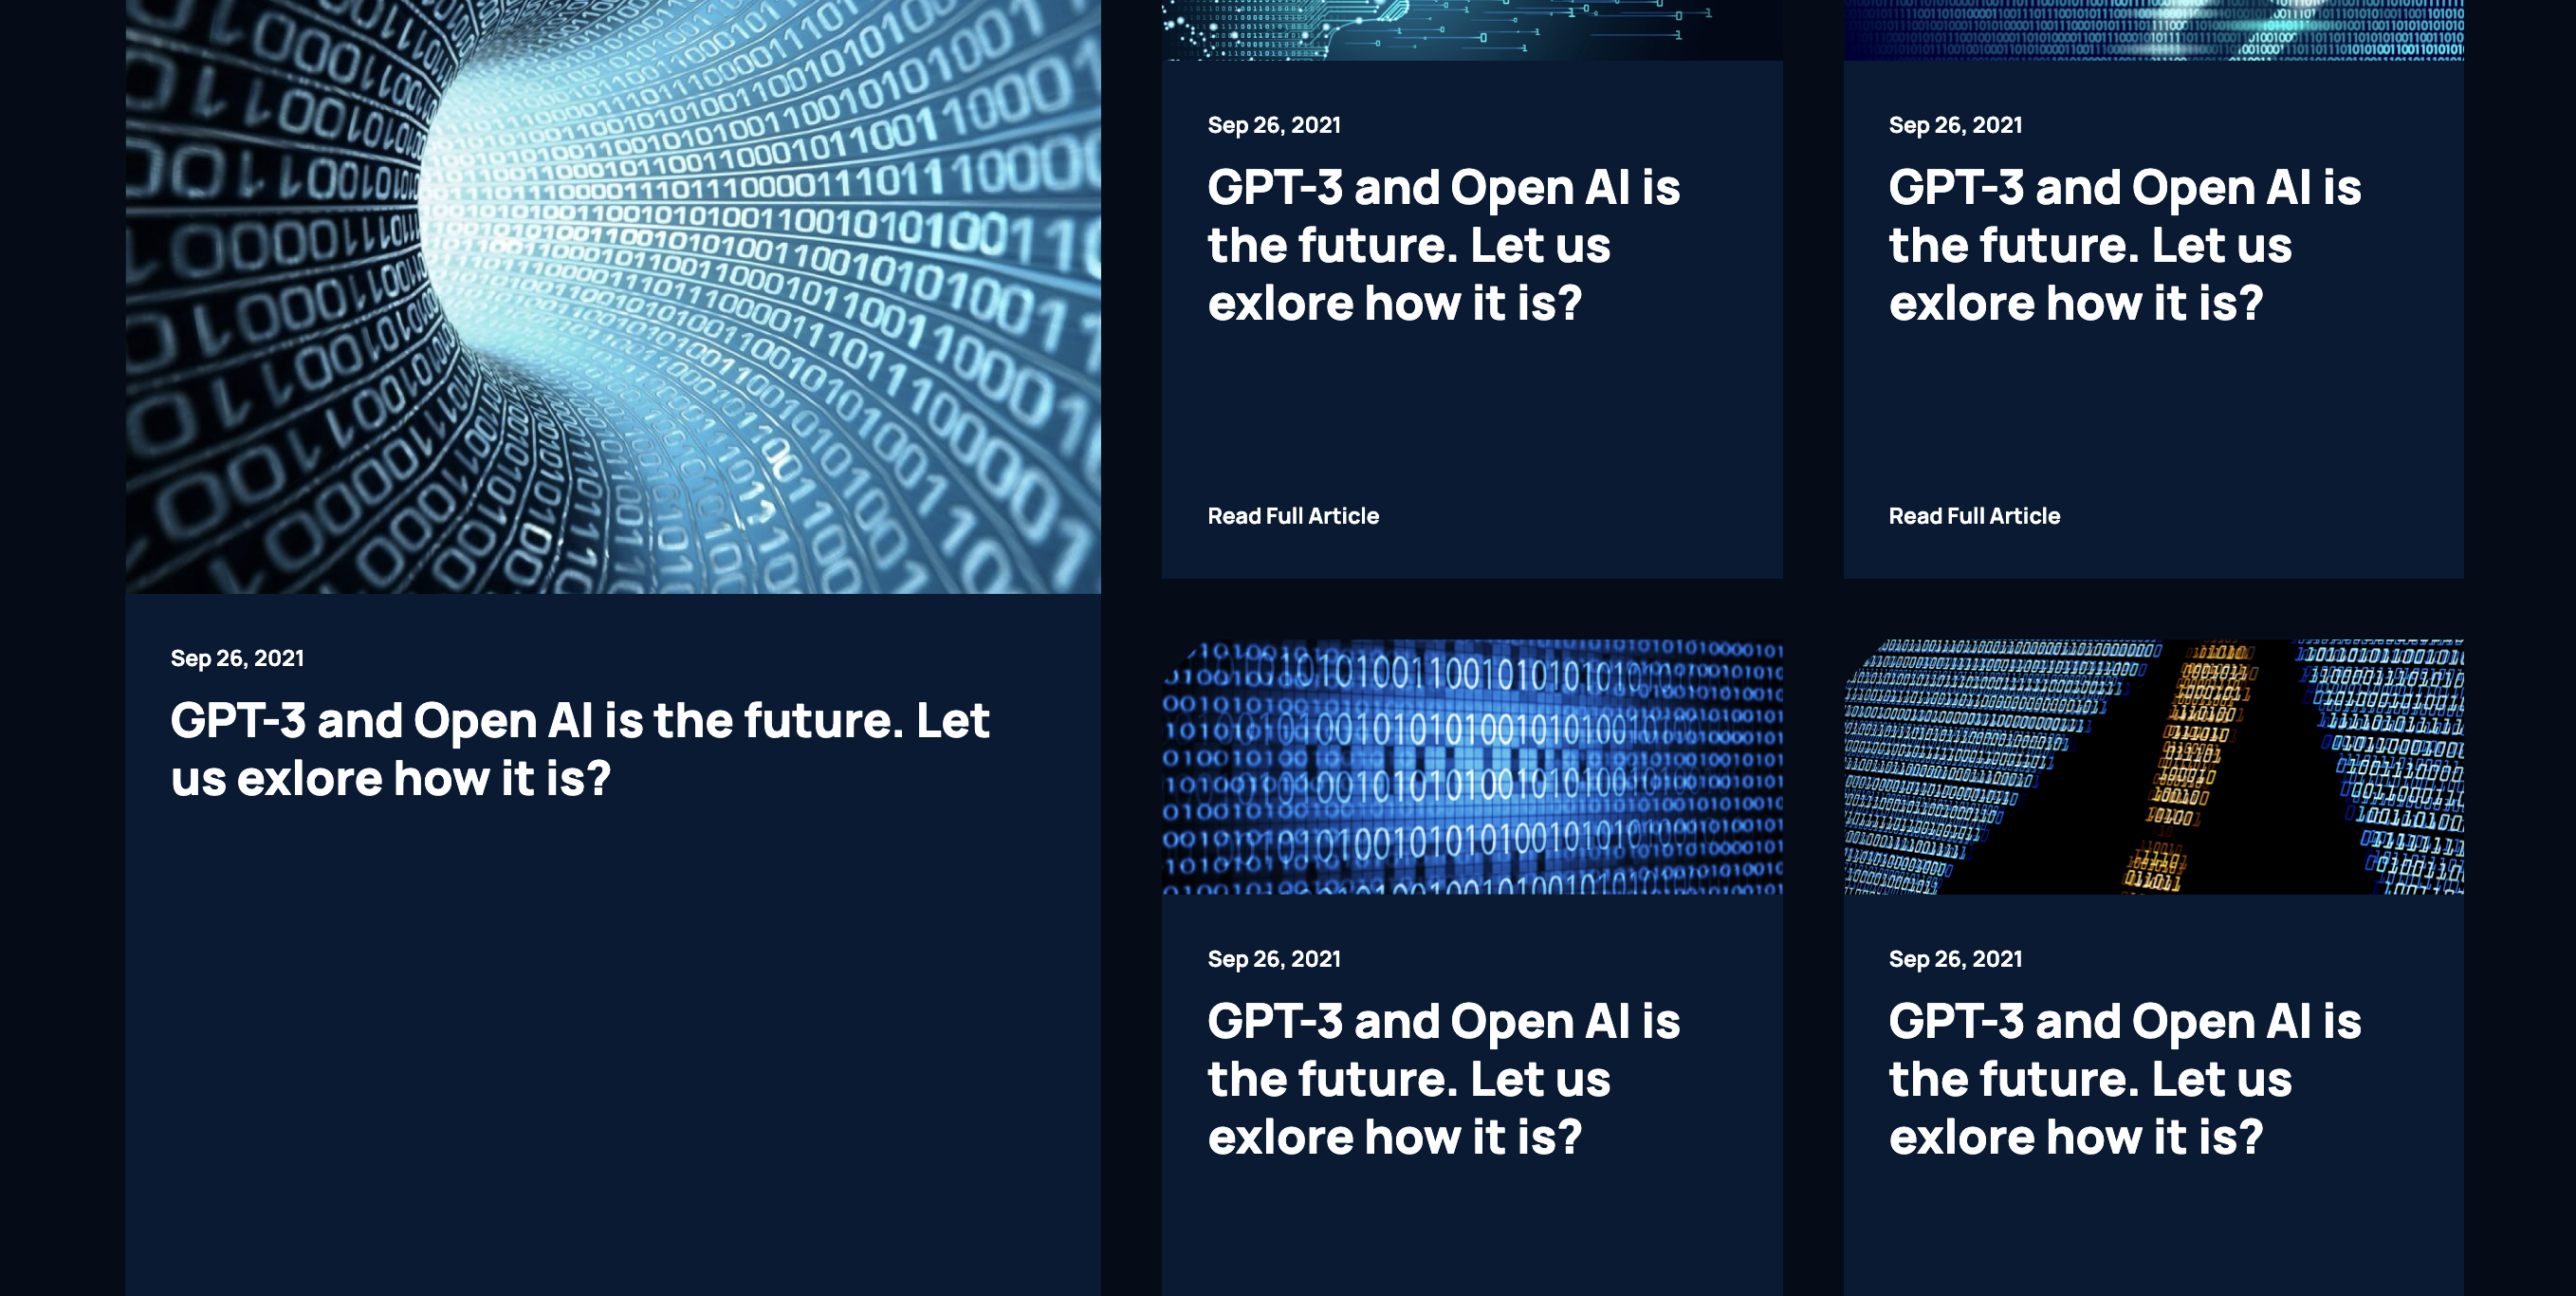 Sep 26, 2021
GPT-3 and Open AI is the future. Let
us exlore how it is?
Sep 26, 2021
GPT-3 and Open AI is
the future. Let us
exlore how it is?
Read Full Article
Sep 26, 2021
GPT-3 and Open AI is
the future. Let us
exlore how it is?
Read Full Article
Sep 26, 2021
GPT-3 and Open AI is
the future. Let us
exlore how it is?
Sep 26, 2021
GPT-3 and Open AI is
the future. Let us
exlore how it is?